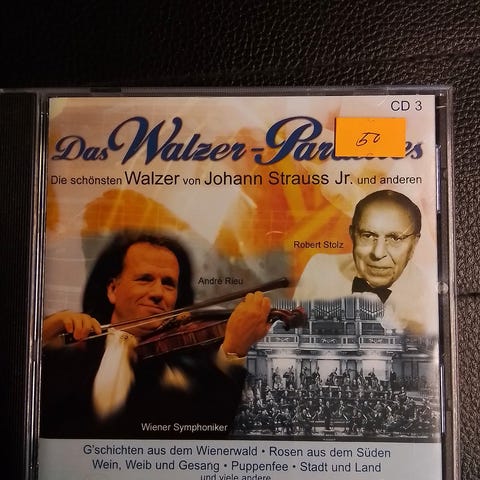 CD 3
Das Walzer-
50
Die schönsten Walzer von Johann Strauss Jr. und anderen
Robert Stolz
André Rieu
Wiener Symphoniker
G'schichten aus dem Wienerwald • Rosen aus dem Süden
Wein, Weib und Gesang • Puppenfee • Stadt und Land
und viele andere